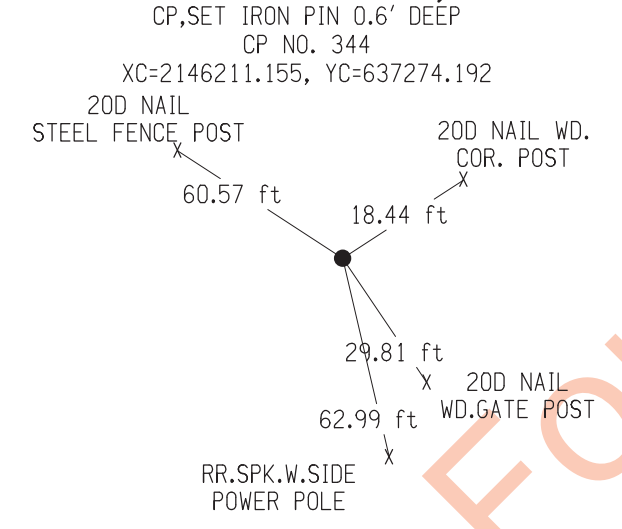 CP,SET IRON PIN 0.6' DEEP
CP NO. 344
XC=2146211.155, YC=637274.192
20D NAIL
STEEL FENCE POST
20D NAIL WD.
COR. POST
60.57 ft
18.44 ft
29.81 ft
20D NAIL
WD.GATE POST
62.99 ft
RR.SPK.W.SIDE
POWER POLE